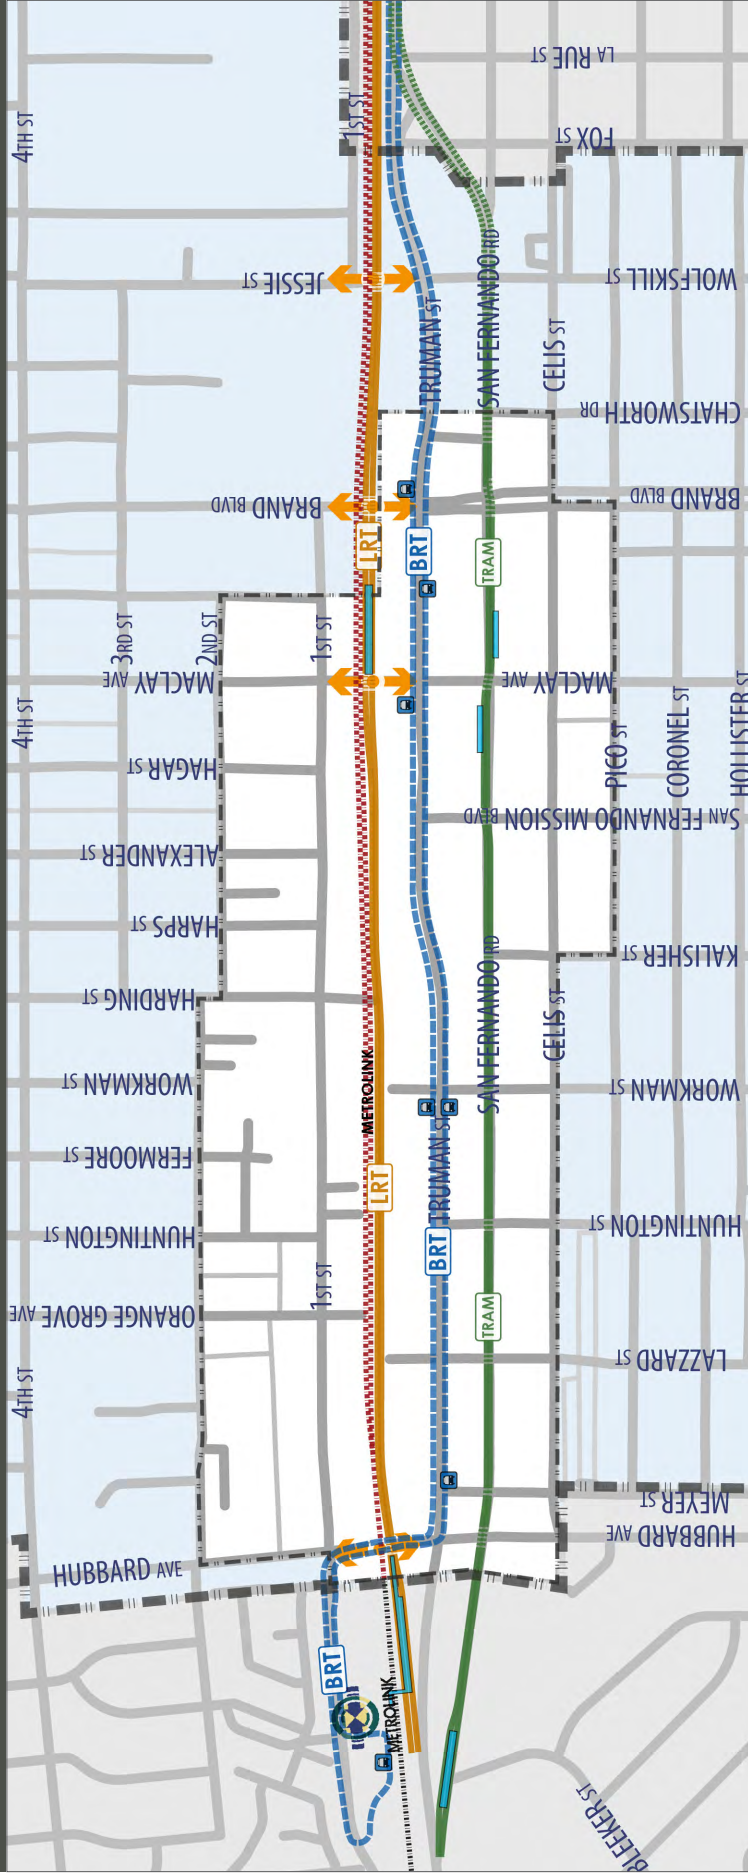 LA RUE ST
FOX ST
4TH ST
1ST ST
JESSIE ST
WOLFSKILL ST
TRUMAN ST
SAN FERNANDO RD
CELIS ST
CHATSWORTH DR
BRAND BLVD
BRAND BLVD
LRT
BRT
TRAM
3RD ST
2ND ST
1ST ST
MACLAY AVE
MACLAY AVE
4TH ST
PICO ST
CORONEL ST
HOLLISTER ST
HAGAR ST
SAN FERNANDO MISSION BLVD
ALEXANDER ST
HARPS ST
KALISHER ST
HARDING ST
SAN FERNANDO RD
CELIS ST
METROLINK
WORKMAN ST
WORKMAN ST
FERMOORE ST
LRT
TRUMAN ST
HUNTINGTON ST
HUNTINGTON ST
BRT
1ST ST
ORANGE GROVE AVE
TRAM
LAZZARD ST
4TH ST
MEYER ST
HUBBARD AVE
HUBBARD AVE
BRT
METROLINK
BLEEKER ST